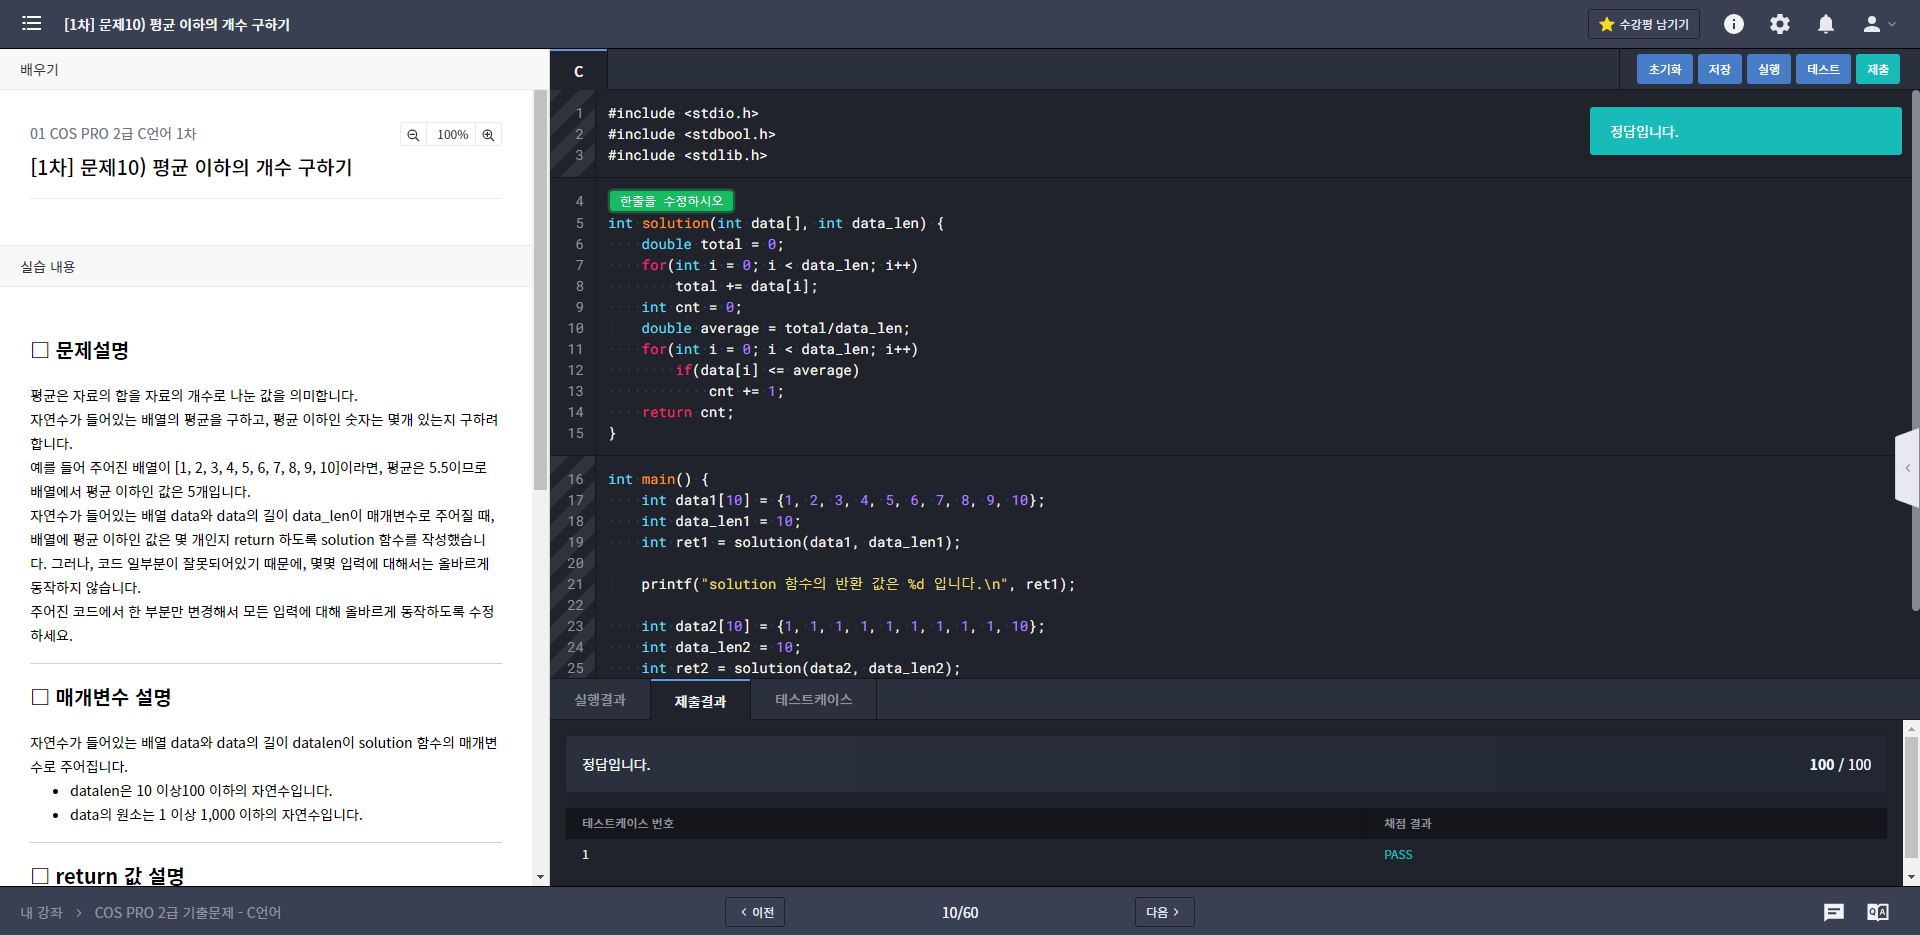 [1차] 문제10) 평균 이하의 개수 구하기
수강평 남기기
배우기
01 COS PRO 2급 C언어 1차
100%
[1차] 문제10) 평균 이하의 개수 구하기
실습 내용
□ 문제설명
평균은 자료의 합을 자료의 개수로 나눈 값을 의미합니다.
자연수가 들어있는 배열의 평균을 구하고, 평균 이하인 숫자는 몇개 있는지 구하려
합니다.
예를 들어 주어진 배열이 [1, 2, 3, 4, 5, 6, 7, 8, 9, 10]이라면, 평균은 5.5이므로
배열에서 평균 이하인 값은 5개입니다.
자연수가 들어있는 배열 data와 data의 길이 data_len이 매개변수로 주어질 때,
배열에 평균 이하인 값은 몇 개인지 return 하도록 solution 함수를 작성했습니
다. 그러나, 코드 일부분이 잘못되어있기 때문에, 몇몇 입력에 대해서는 올바르게
동작하지 않습니다.
주어진 코드에서 한 부분만 변경해서 모든 입력에 대해 올바르게 동작하도록 수정
하세요.
□ 매개변수 설명
자연수가 들어있는 배열 data와 data의 길이 datalen이 solution 함수의 매개변
수로 주어집니다.
• datalen은 10 이상100 이하의 자연수입니다.
• data의 원소는 1 이상 1,000 이하의 자연수입니다.
□ return 값 설명
C
초기화 저장 실행 테스트 제출
정답입니다.
1 #include <stdio.h>
2 #include <stdbool.h>
3 #include <stdlib.h>
4 한줄을 수정하시오
5 int solution(int data[], int data_len) {
6     double total = 0;
7     for(int i = 0; i < data_len; i++)
8         total += data[i];
9     int cnt = 0;
10     double average = total/data_len;
11     for(int i = 0; i < data_len; i++)
12         if(data[i] <= average)
13             cnt += 1;
14     return cnt;
15 }
16 int main() {
17     int data1[10] = {1, 2, 3, 4, 5, 6, 7, 8, 9, 10};
18     int data_len1 = 10;
19     int ret1 = solution(data1, data_len1);
20
21     printf("solution 함수의 반환 값은 %d 입니다.\n", ret1);
22
23     int data2[10] = {1, 1, 1, 1, 1, 1, 1, 1, 1, 10};
24     int data_len2 = 10;
25     int ret2 = solution(data2, data_len2);
실행결과 제출결과 테스트케이스
정답입니다. 100 / 100
테스트케이스 번호 채점 결과
1 PASS
내 강좌 > COS PRO 2급 기출문제 - C언어
< 이전
10/60
다음 >
Q A